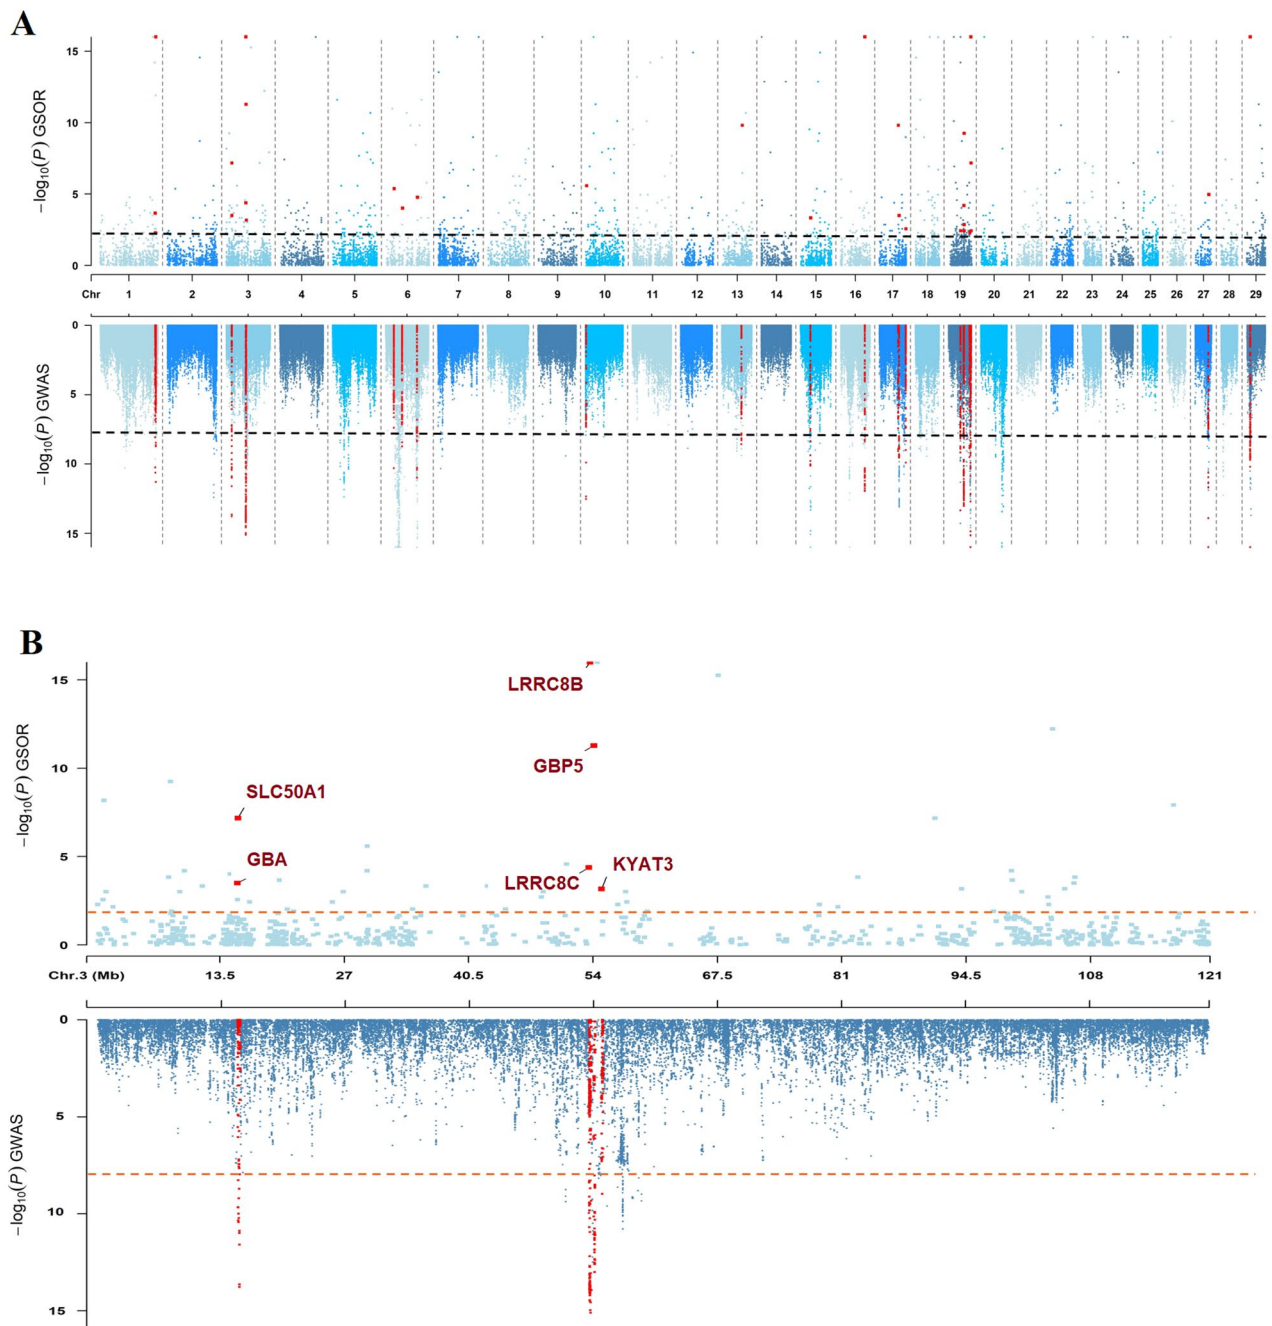 A
−log₁₀(P) GSOR
15
10
5
0
Chr 1 2 3 4 5 6 7 8 9 10 11 12 13 14 15 16 17 18 19 20 21 22 23 24 25 26 27 28 29
−log₁₀(P) GWAS
0
5
10
15
B
−log₁₀(P) GSOR
15
10
5
0
LRRC8B
GBP5
SLC50A1
GBA
KYAT3
LRRC8C
Chr.3 (Mb) 13.5 27 40.5 54 67.5 81 94.5 108 121
−log₁₀(P) GWAS
0
5
10
15